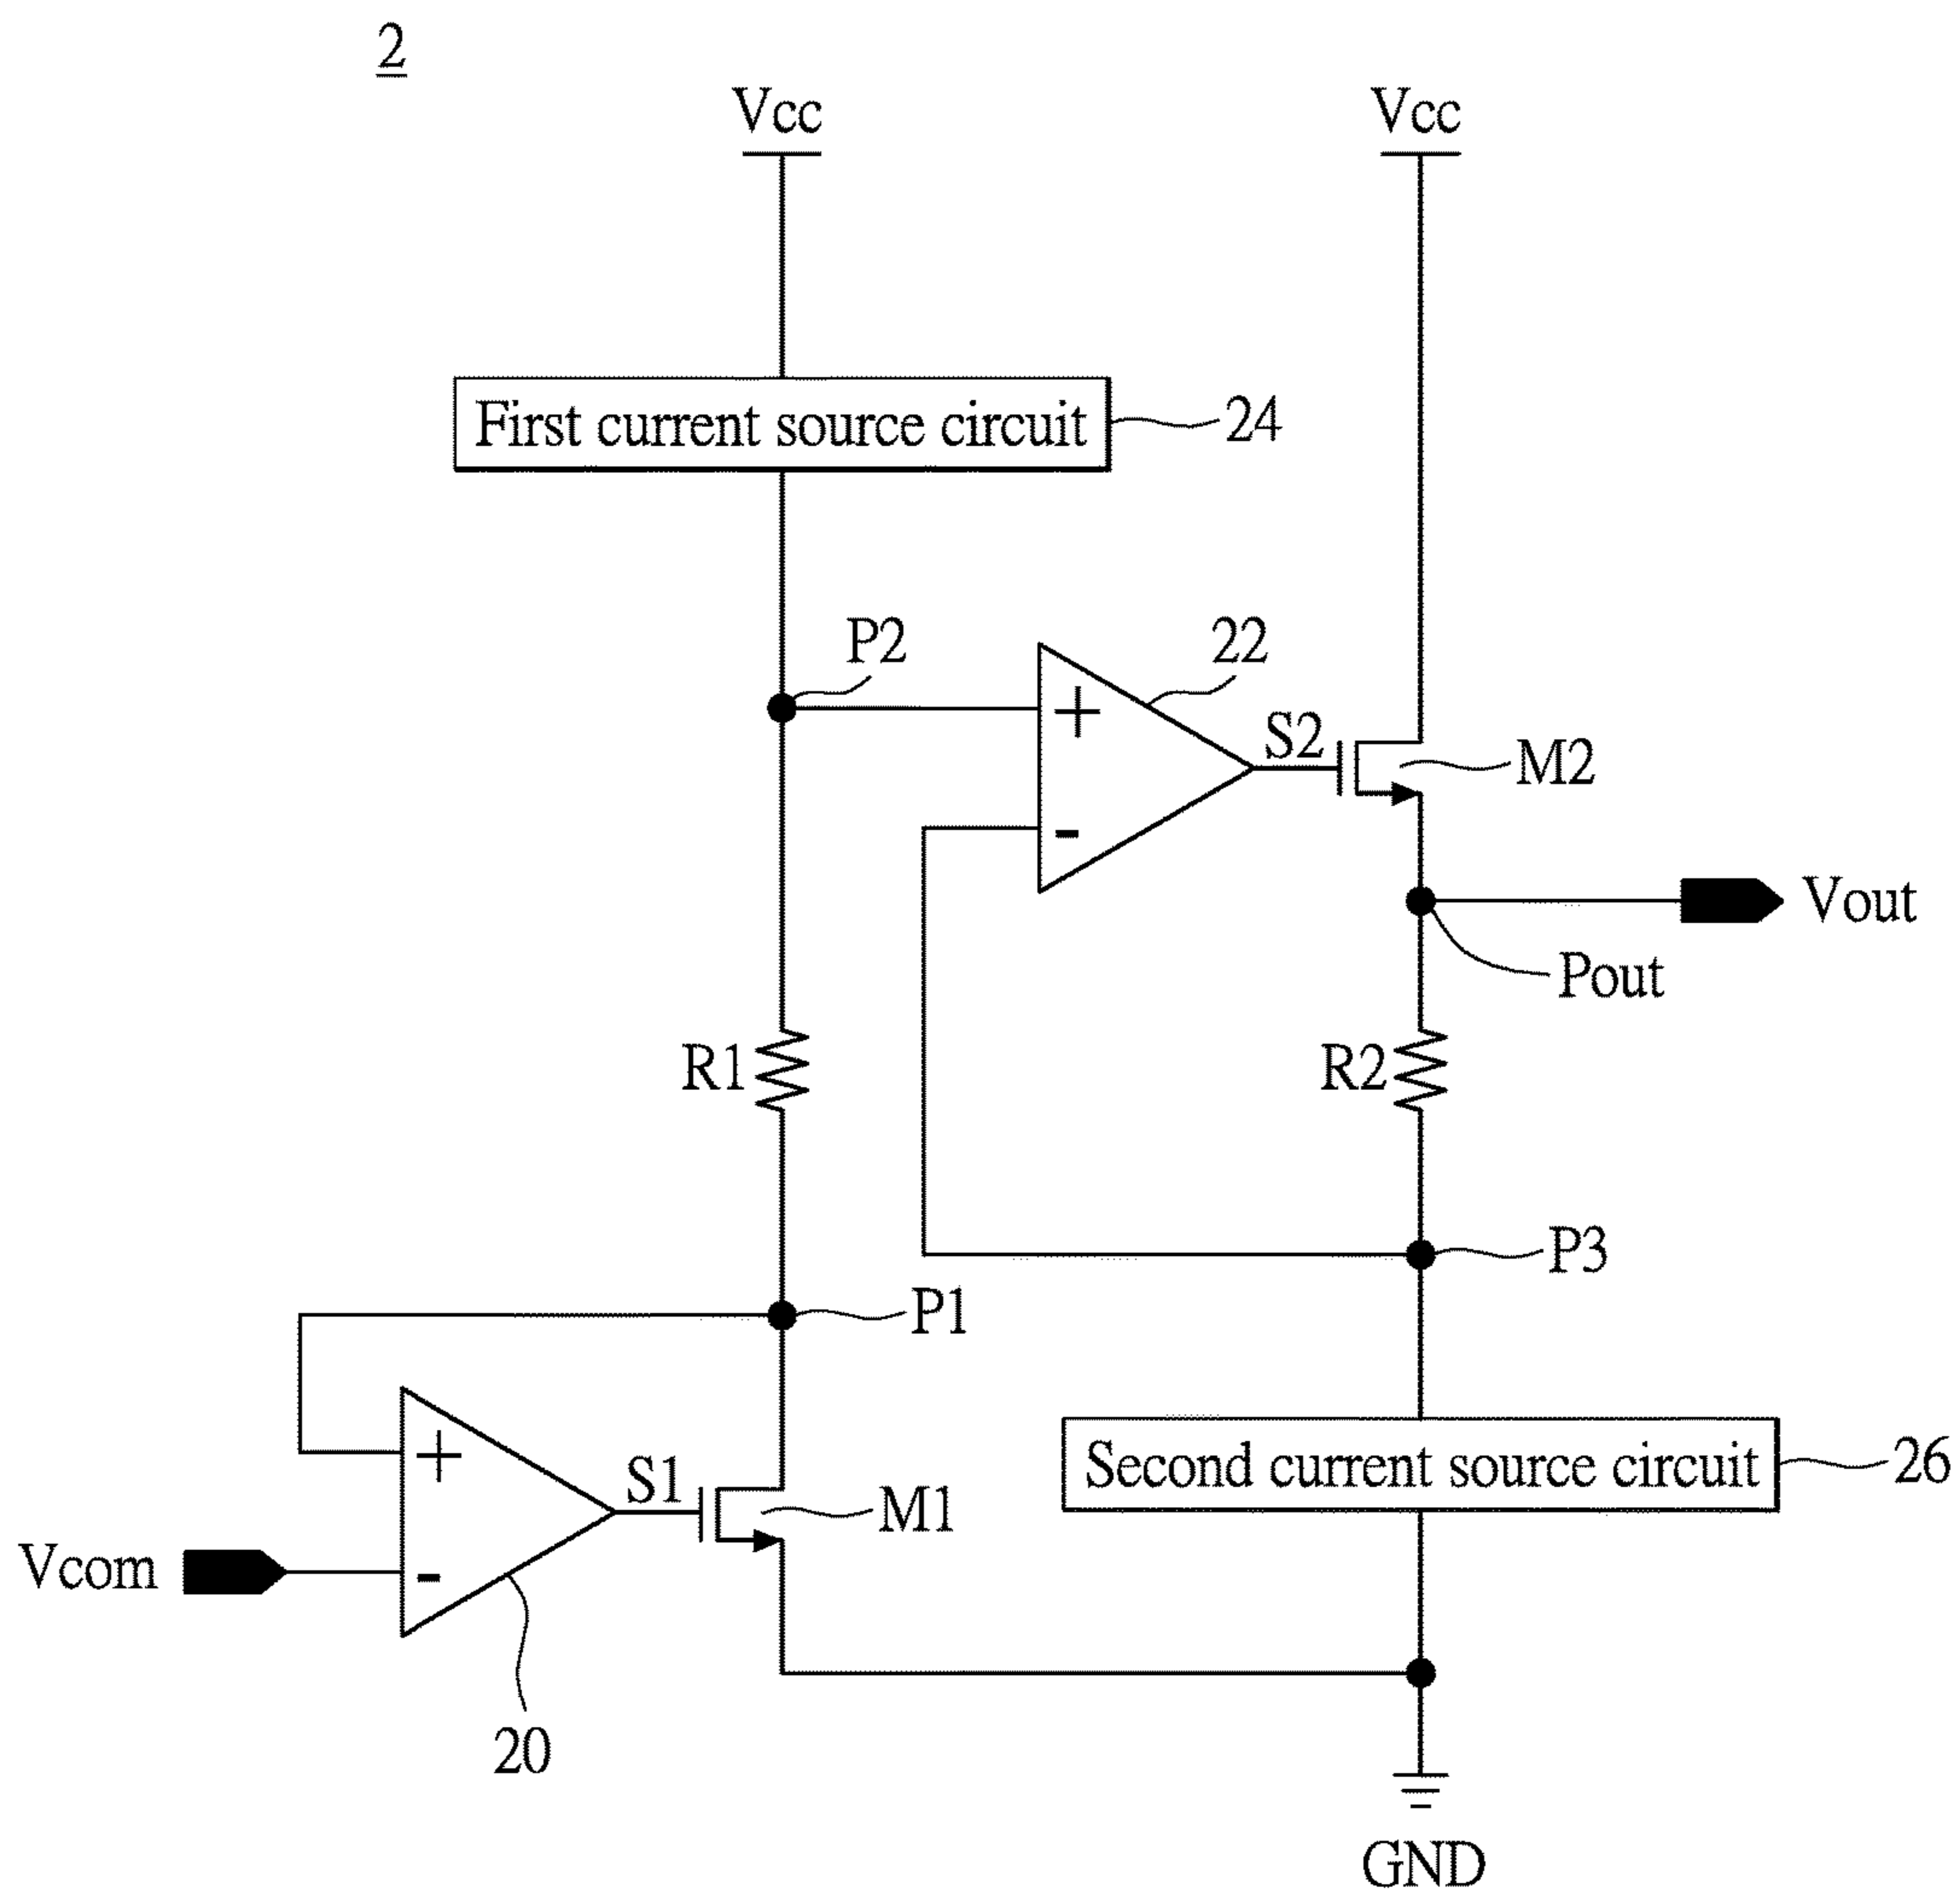 2
Vcc
Vcc
First current source circuit
24
P2
22
+
S2
M2
-
Vout
Pout
R1
R2
P3
P1
+
S1
M1
Second current source circuit
26
Vcom
-
20
GND